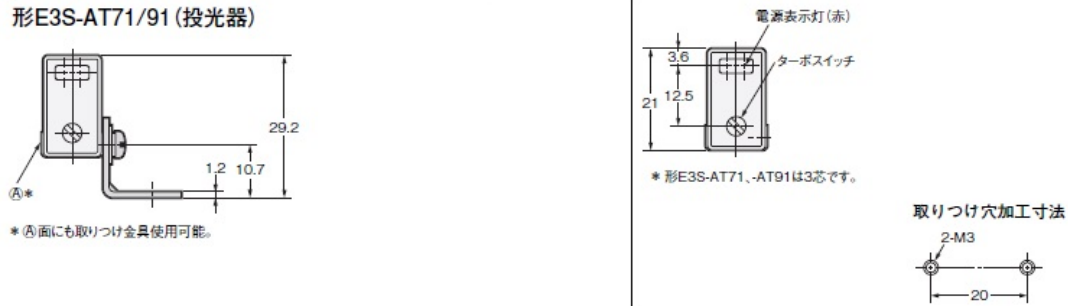 形E3S-AT71/91(投光器)
29.2
1.2
10.7
Ⓐ*
*Ⓐ面にも取りつけ金具使用可能。
電源表示灯(赤)
3.6
ターボスイッチ
21
12.5
*形E3S-AT71、-AT91は3芯です。
取りつけ穴加工寸法
2-M3
20